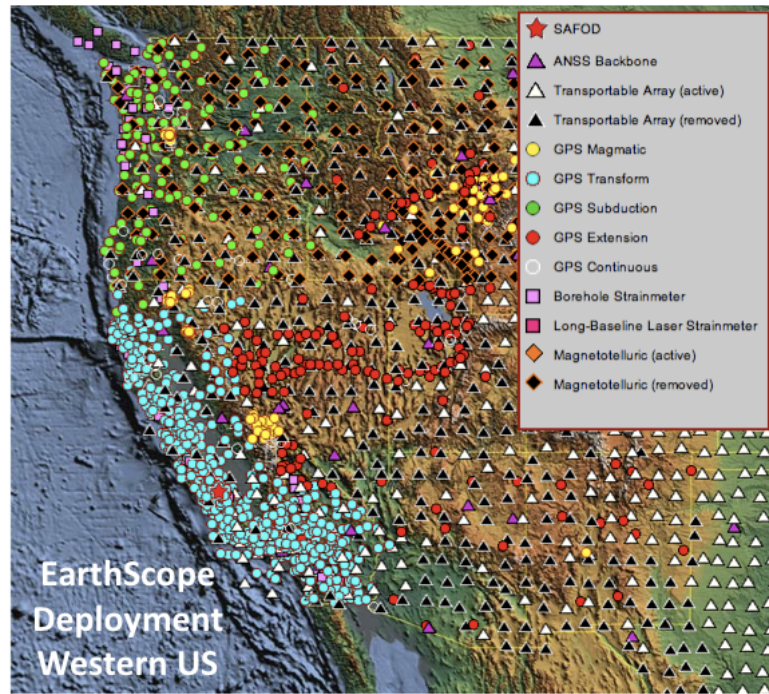 SAFOD
ANSS Backbone
Transportable Array (active)
Transportable Array (removed)
GPS Magmatic
GPS Transform
GPS Subduction
GPS Extension
GPS Continuous
Borehole Strainmeter
Long-Baseline Laser Strainmeter
Magnetotelluric (active)
Magnetotelluric (removed)
EarthScope
Deployment
Western US